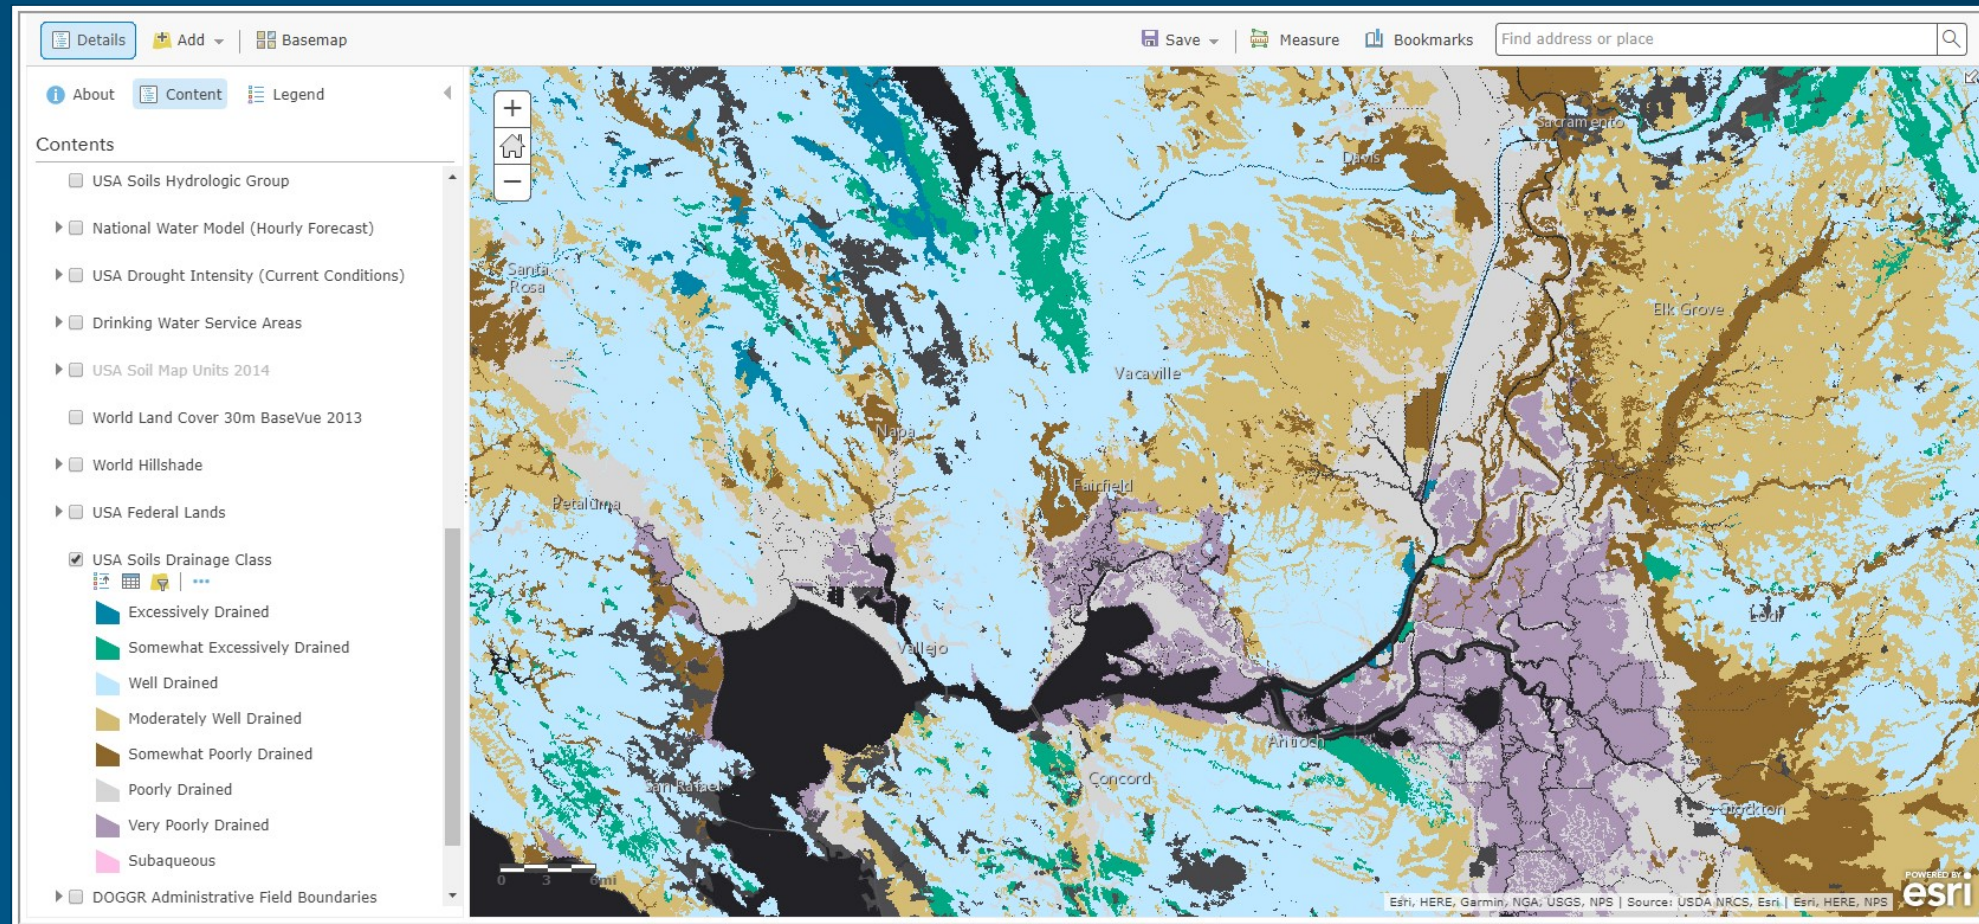 Details
Add
Basemap
Save
Measure
Bookmarks
Find address or place
About
Content
Legend
Contents
USA Soils Hydrologic Group
National Water Model (Hourly Forecast)
USA Drought Intensity (Current Conditions)
Drinking Water Service Areas
USA Soil Map Units 2014
World Land Cover 30m BaseVue 2013
World Hillshade
USA Federal Lands
USA Soils Drainage Class
Excessively Drained
Somewhat Excessively Drained
Well Drained
Moderately Well Drained
Somewhat Poorly Drained
Poorly Drained
Very Poorly Drained
Subaqueous
DOGGR Administrative Field Boundaries
Sacramento
Davis
Santa
Rosa
Elk Grove
Vacaville
Napa
Fairfield
Petaluma
Lodi
Vallejo
Antioch
Concord
San Rafael
Stockton
0 3 6mi
Esri, HERE, Garmin, NGA, USGS, NPS | Source: USDA NRCS, Esri | Esri, HERE, NPS
POWERED BY
esri